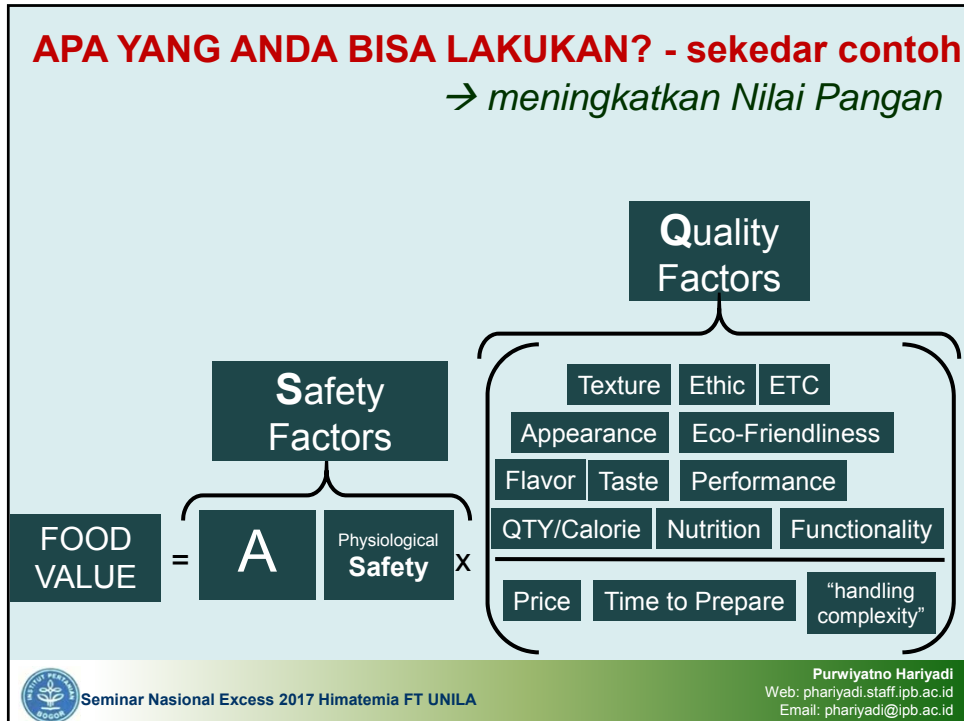 APA YANG ANDA BISA LAKUKAN? - sekedar contoh
→ meningkatkan Nilai Pangan
Quality
Factors
Safety
Factors
Texture Ethic ETC
Appearance Eco-Friendliness
Flavor Taste Performance
QTY/Calorie Nutrition Functionality
FOOD
VALUE
=
A
Physiological
Safety
x
Price Time to Prepare “handling
complexity”
INSTITUT PERTANIAN
BOGOR
Seminar Nasional Excess 2017 Himatemia FT UNILA
Purwiyatno Hariyadi
Web: phariyadi.staff.ipb.ac.id
Email: phariyadi@ipb.ac.id